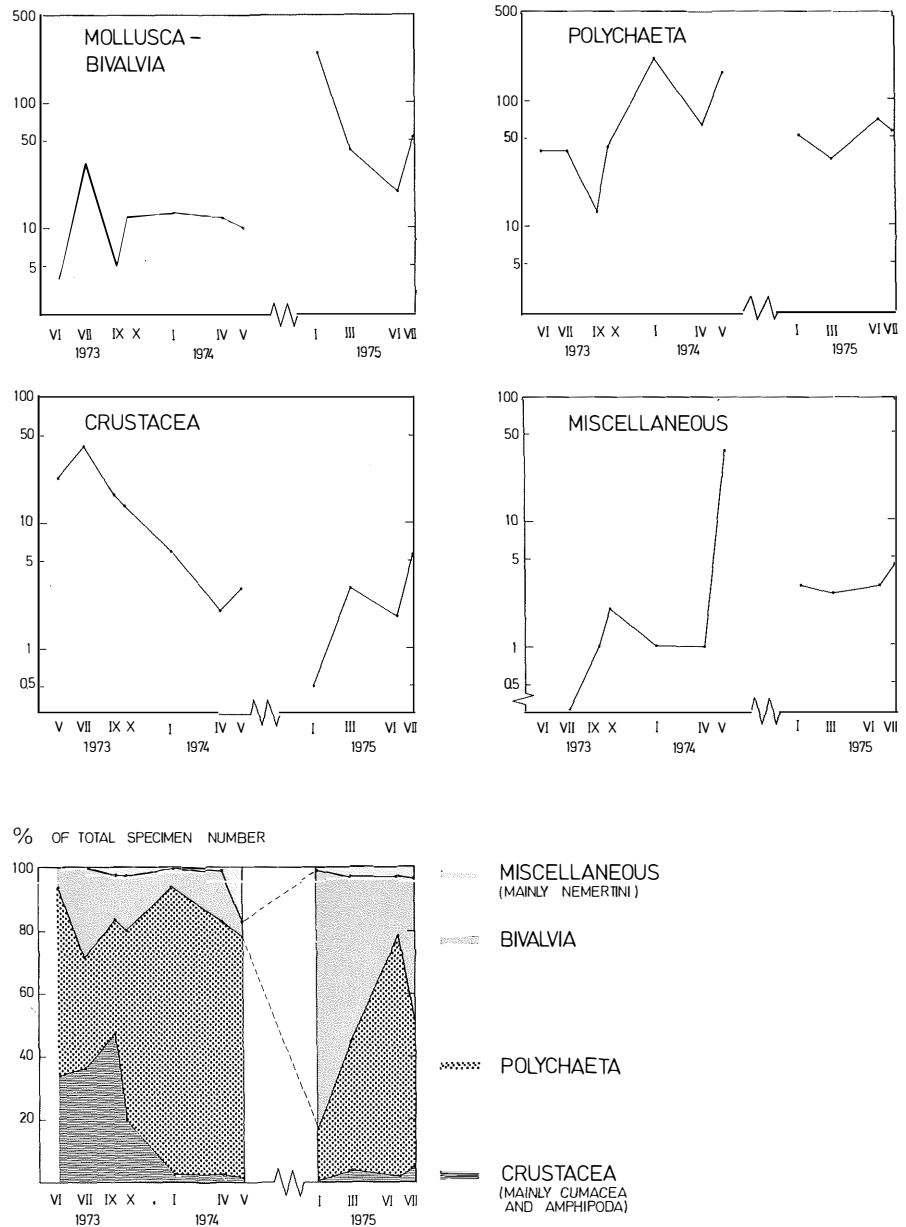 500
MOLLUSCA –
BIVALVIA
100
50
10
5
VI VII IX X I IV V I III VI VII
1973 1974 1975
500
POLYCHAETA
100
50
10
5
VI VII IX X I IV V I III VI VII
1973 1974 1975
100
CRUSTACEA
50
10
5
1
0.5
V VII IX X I IV V I III VI VII
1973 1974 1975
100
MISCELLANEOUS
50
10
5
1
0.5
VI VII IX X I IV V I III VI VII
1973 1974 1975
% OF TOTAL SPECIMEN NUMBER
100
80
60
40
20
VI VII IX X I IV V I III VI VII
1973 1974 1975
MISCELLANEOUS
(MAINLY NEMERTINI)
BIVALVIA
POLYCHAETA
CRUSTACEA
(MAINLY CUMACEA
AND AMPHIPODA)